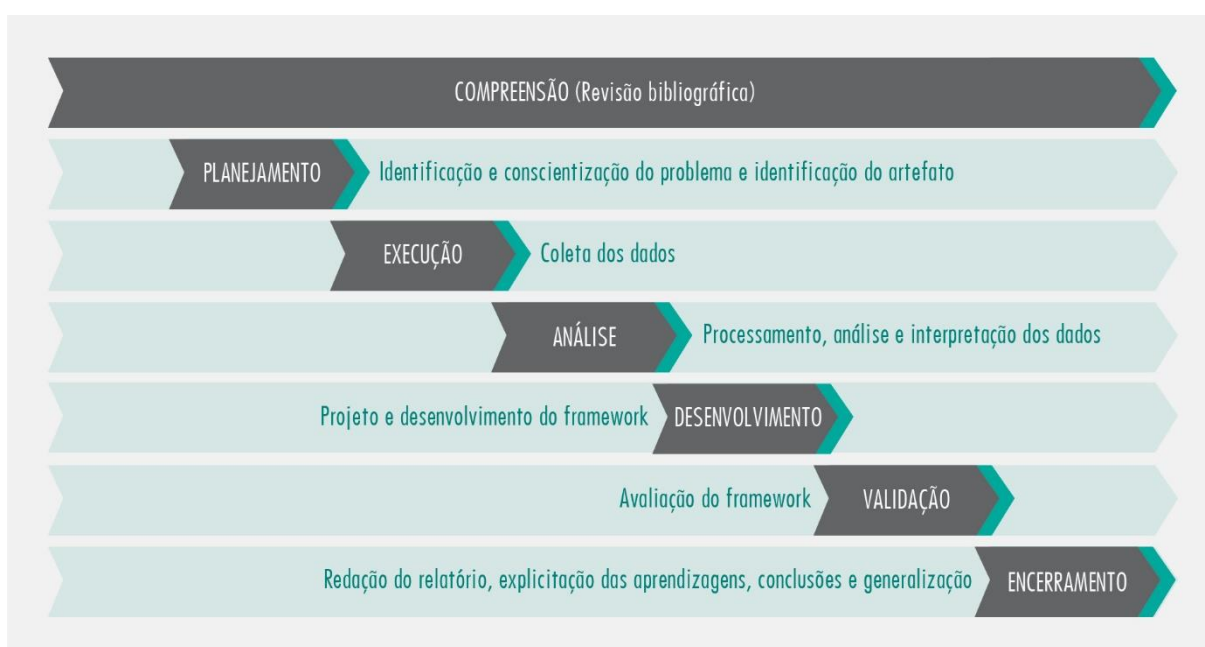 COMPREENSÃO (Revisão bibliográfica)
PLANEJAMENTO Identificação e conscientização do problema e identificação do artefato
EXECUÇÃO Coleta dos dados
ANÁLISE Processamento, análise e interpretação dos dados
Projeto e desenvolvimento do framework DESENVOLVIMENTO
Avaliação do framework VALIDAÇÃO
Redação do relatório, explicitação das aprendizagens, conclusões e generalização ENCERRAMENTO